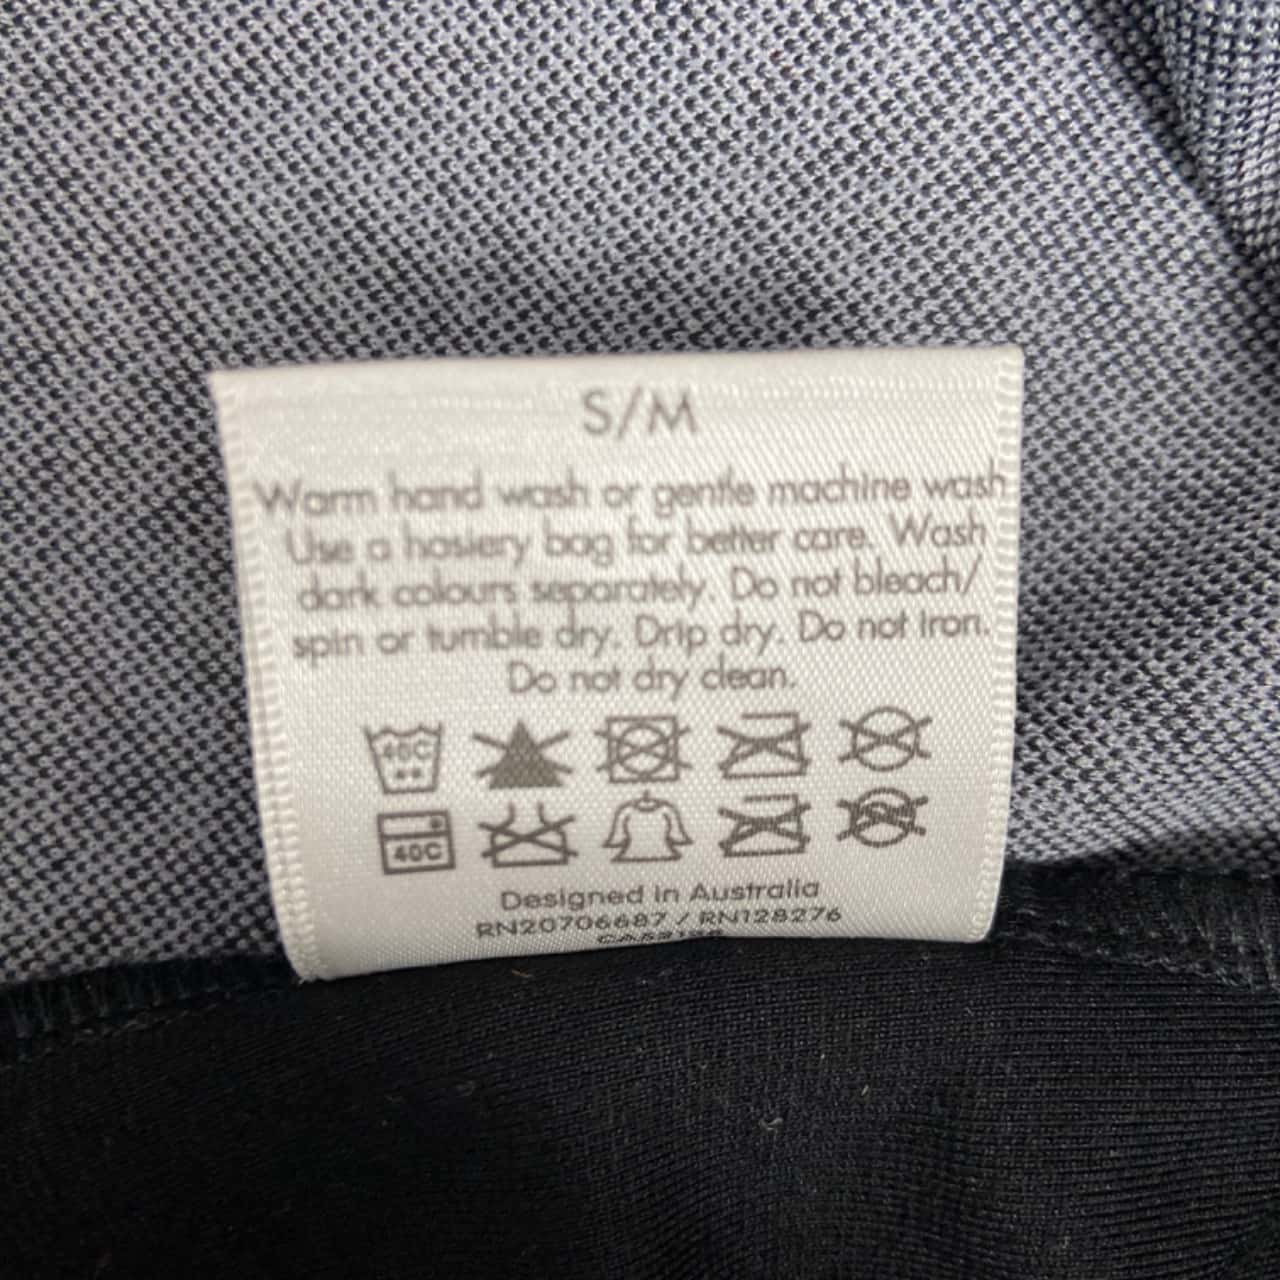 S/M
Warm hand wash or gentle machine wash.
Use a hosiery bag for better care. Wash
dark colours separately. Do not bleach/
spin or tumble dry. Drip dry. Do not iron.
Do not dry clean.
40C
40C
Designed in Australia
RN20706687 / RN128276